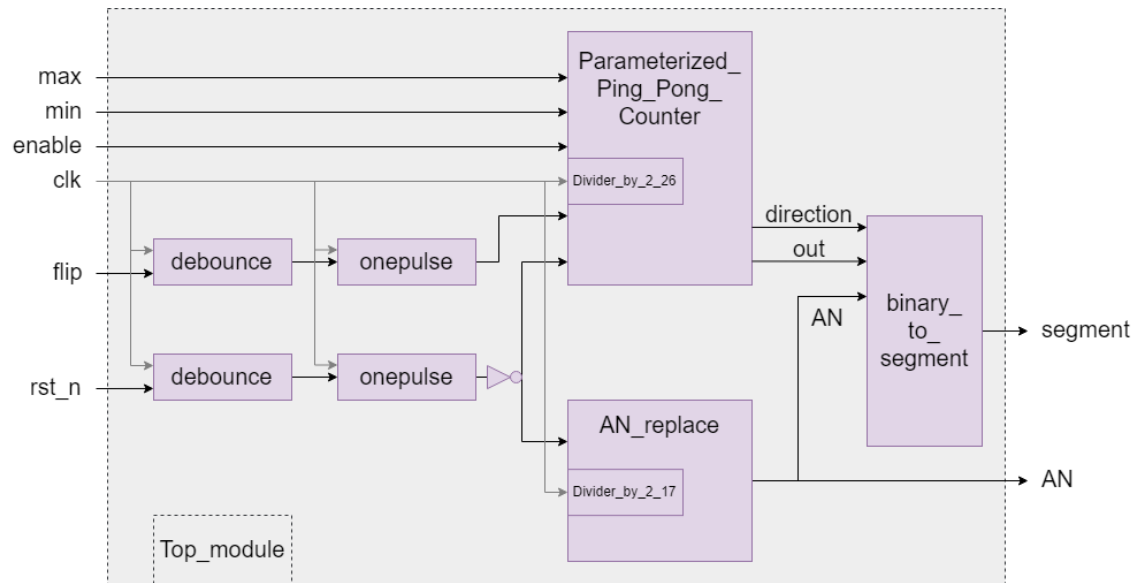 Parameterized_
Ping_Pong_
Counter
max
min
enable
clk
Divider_by_2_26
direction
flip
debounce
onepulse
out
AN
binary_
to_
segment
segment
rst_n
debounce
onepulse
AN_replace
Divider_by_2_17
AN
Top_module